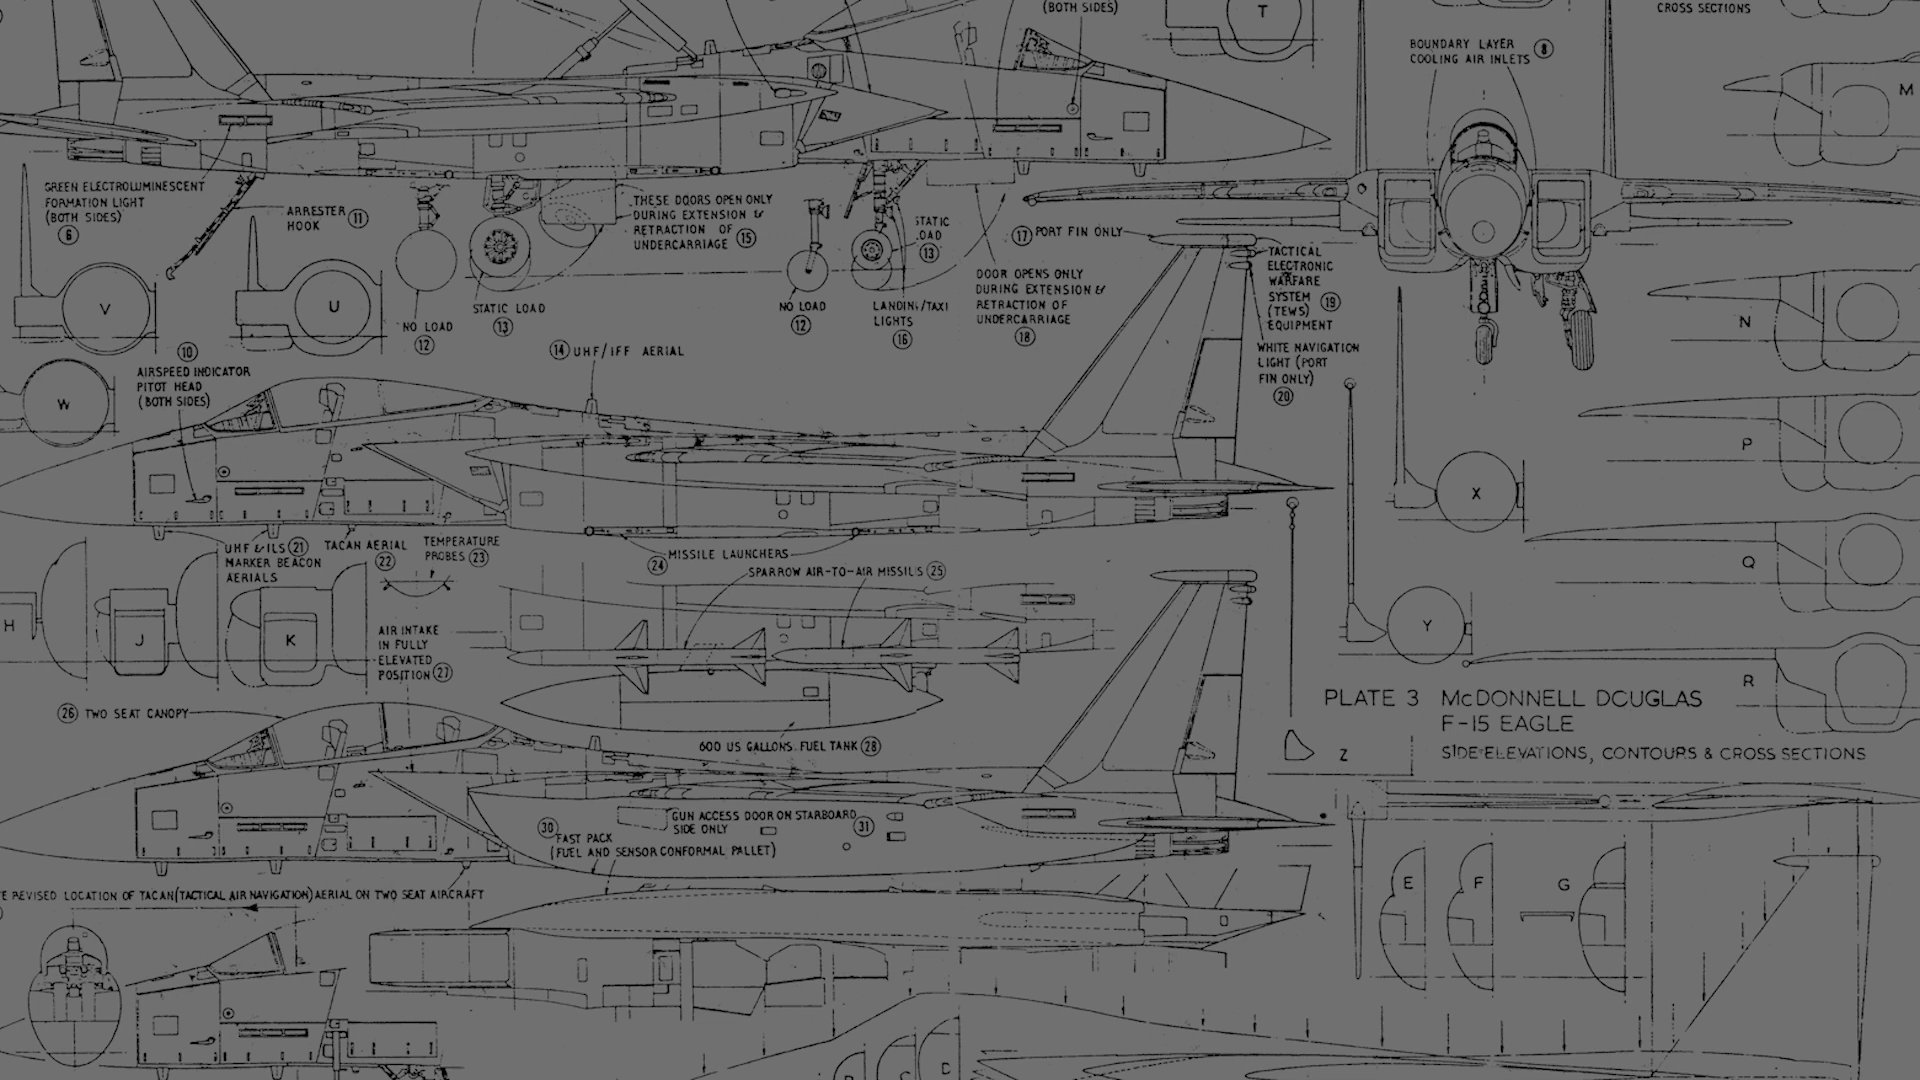 (BOTH SIDES)
T
CROSS SECTIONS
BOUNDARY LAYER
COOLING AIR INLETS 8
M
GREEN ELECTROLUMINESCENT
FORMATION LIGHT
(BOTH SIDES)
6
ARRESTER 11
HOOK
THESE DOORS OPEN ONLY
DURING EXTENSION &
RETRACTION OF
UNDERCARRIAGE 15
STATIC
OAD
13
17 PORT FIN ONLY
TACTICAL
ELECTRONIC
WARFARE
SYSTEM 19
(TEWS)
EQUIPMENT
DOOR OPENS ONLY
DURING EXTENSION &
RETRACTION OF
UNDERCARRIAGE
18
V
U
NO LOAD
12
STATIC LOAD
13
NO LOAD
12
LANDIN/TAXI
LIGHTS
16
N
WHITE NAVIGATION
LIGHT (PORT
FIN ONLY)
20
10
AIRSPEED INDICATOR
PITOT HEAD
(BOTH SIDES)
14 UHF/IFF AERIAL
W
P
X
UHF & ILS 21
MARKER BEACON
AERIALS
TACAN AERIAL
22
TEMPERATURE
PROBES 23
MISSILE LAUNCHERS
24
SPARROW AIR-TO-AIR MISSILS 25
Q
H
J
K
AIR INTAKE
IN FULLY
ELEVATED
POSITION 27
Y
R
26 TWO SEAT CANOPY
600 US GALLONS FUEL TANK 28
PLATE 3 McDONNELL DOUGLAS
F-15 EAGLE
SIDE ELEVATIONS, CONTOURS & CROSS SECTIONS
Z
GUN ACCESS DOOR ON STARBOARD
SIDE ONLY
31
30
FAST PACK
(FUEL AND SENSOR CONFORMAL PALLET)
E REVISED LOCATION OF TACAN (TACTICAL AIR NAVIGATION) AERIAL ON TWO SEAT AIRCRAFT
E
F
G
B
C
D